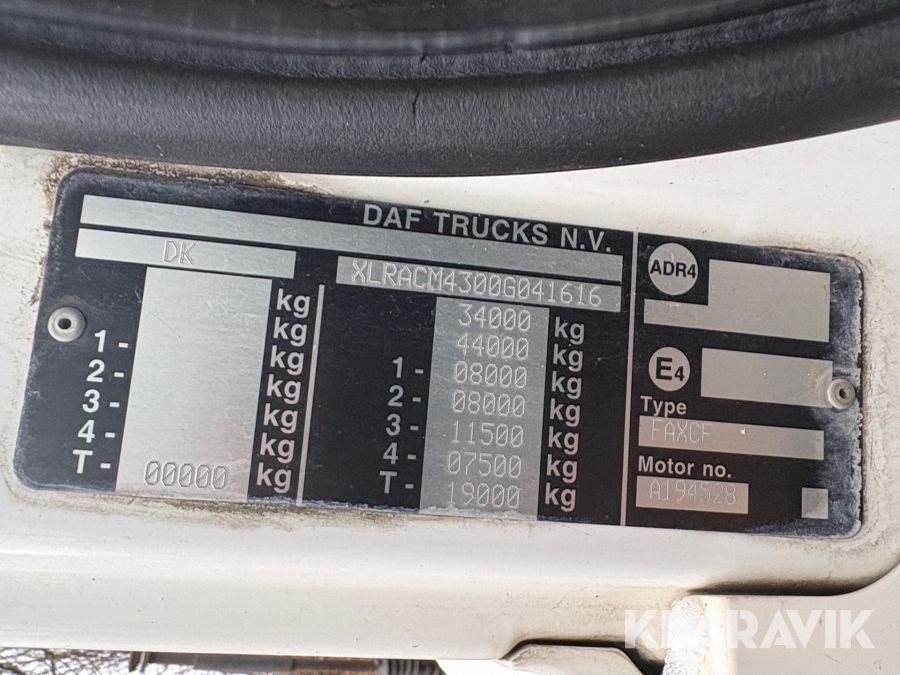 DAF TRUCKS N.V.
DK
XLRACM4300G041616
kg
34000 kg
kg
44000 kg
1- kg
1- 08000 kg
2- kg
2- 08000 kg
3- kg
3- 11500 kg
4- kg
4- 07500 kg
T- 00000 kg
T- 19000 kg
ADR4
E4
Type
FAXCF
Motor no.
A194528
KLARAVIK